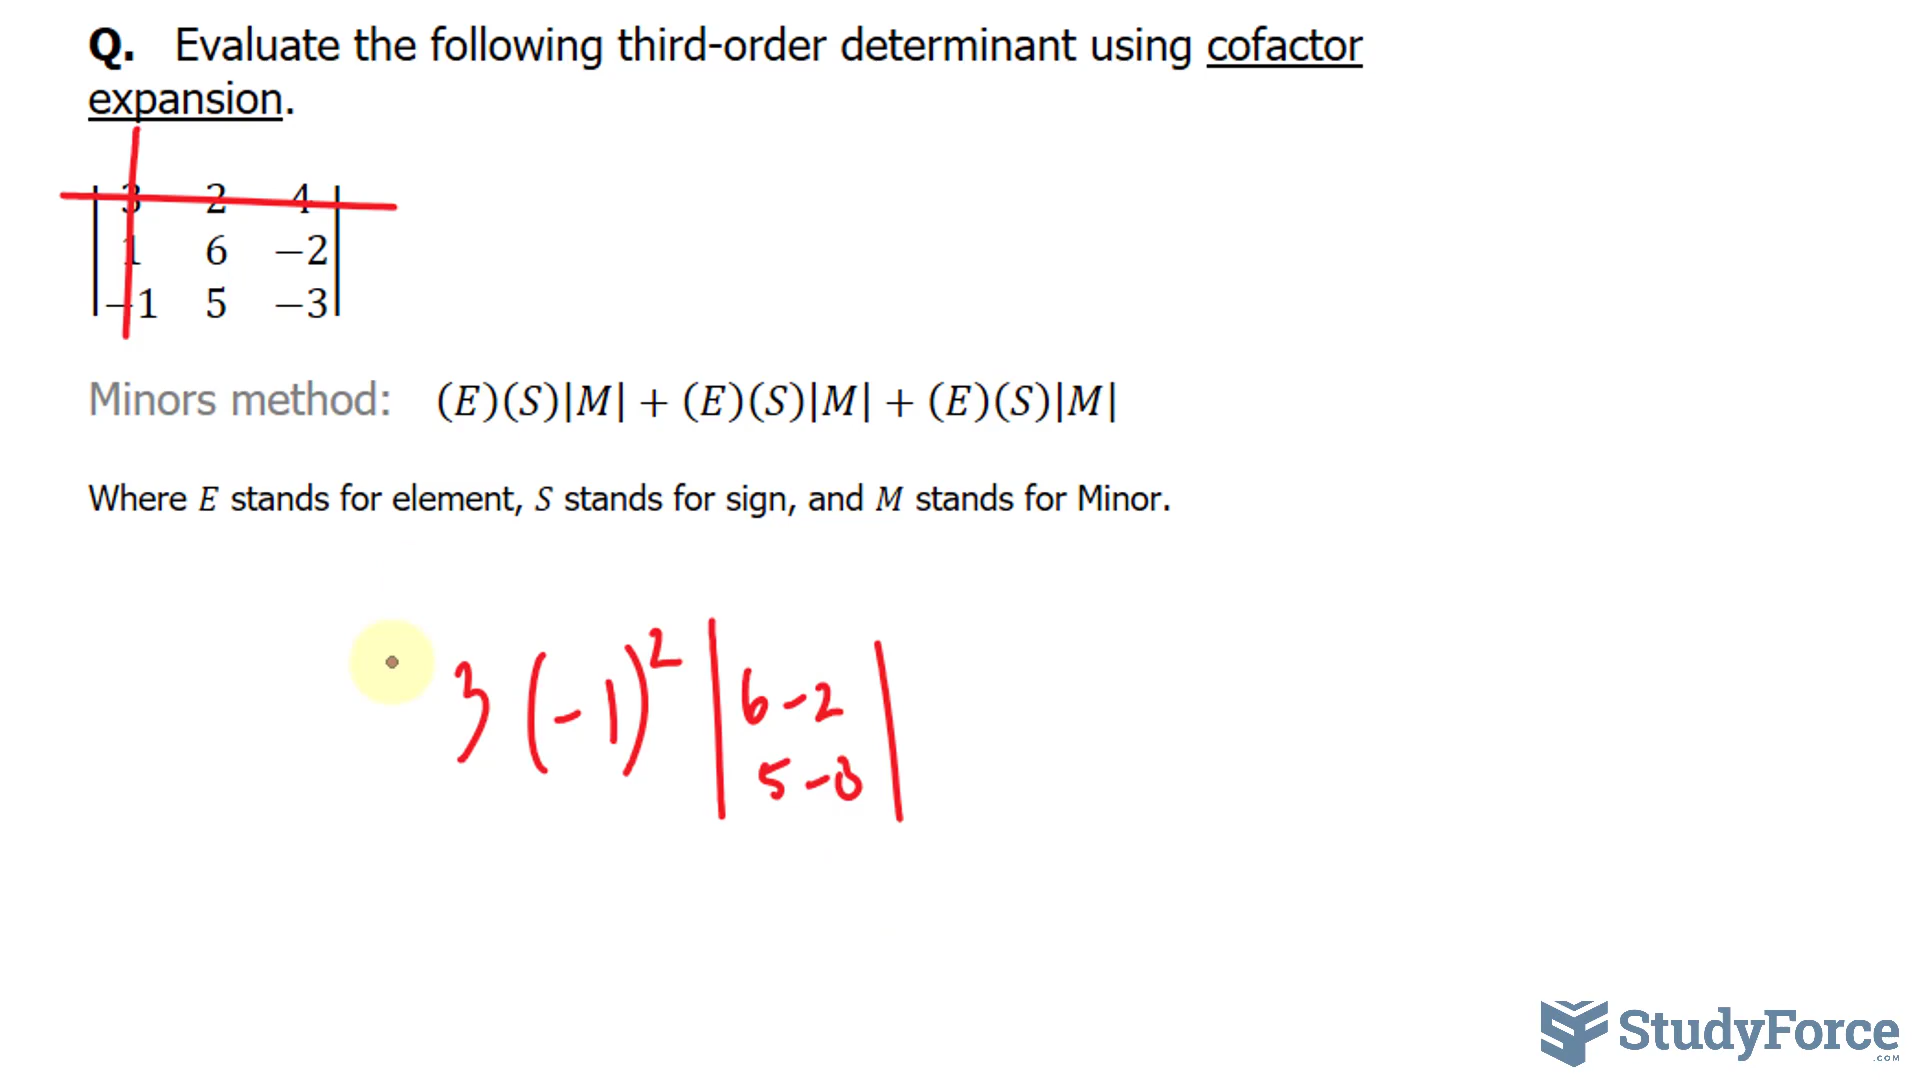 Q. Evaluate the following third-order determinant using cofactor
expansion.
3 2 4
1 6 −2
−1 5 −3
Minors method: (E)(S)|M| + (E)(S)|M| + (E)(S)|M|
Where E stands for element, S stands for sign, and M stands for Minor.
3 (-1)² | 6 -2 |
5 -
StudyForce
.COM